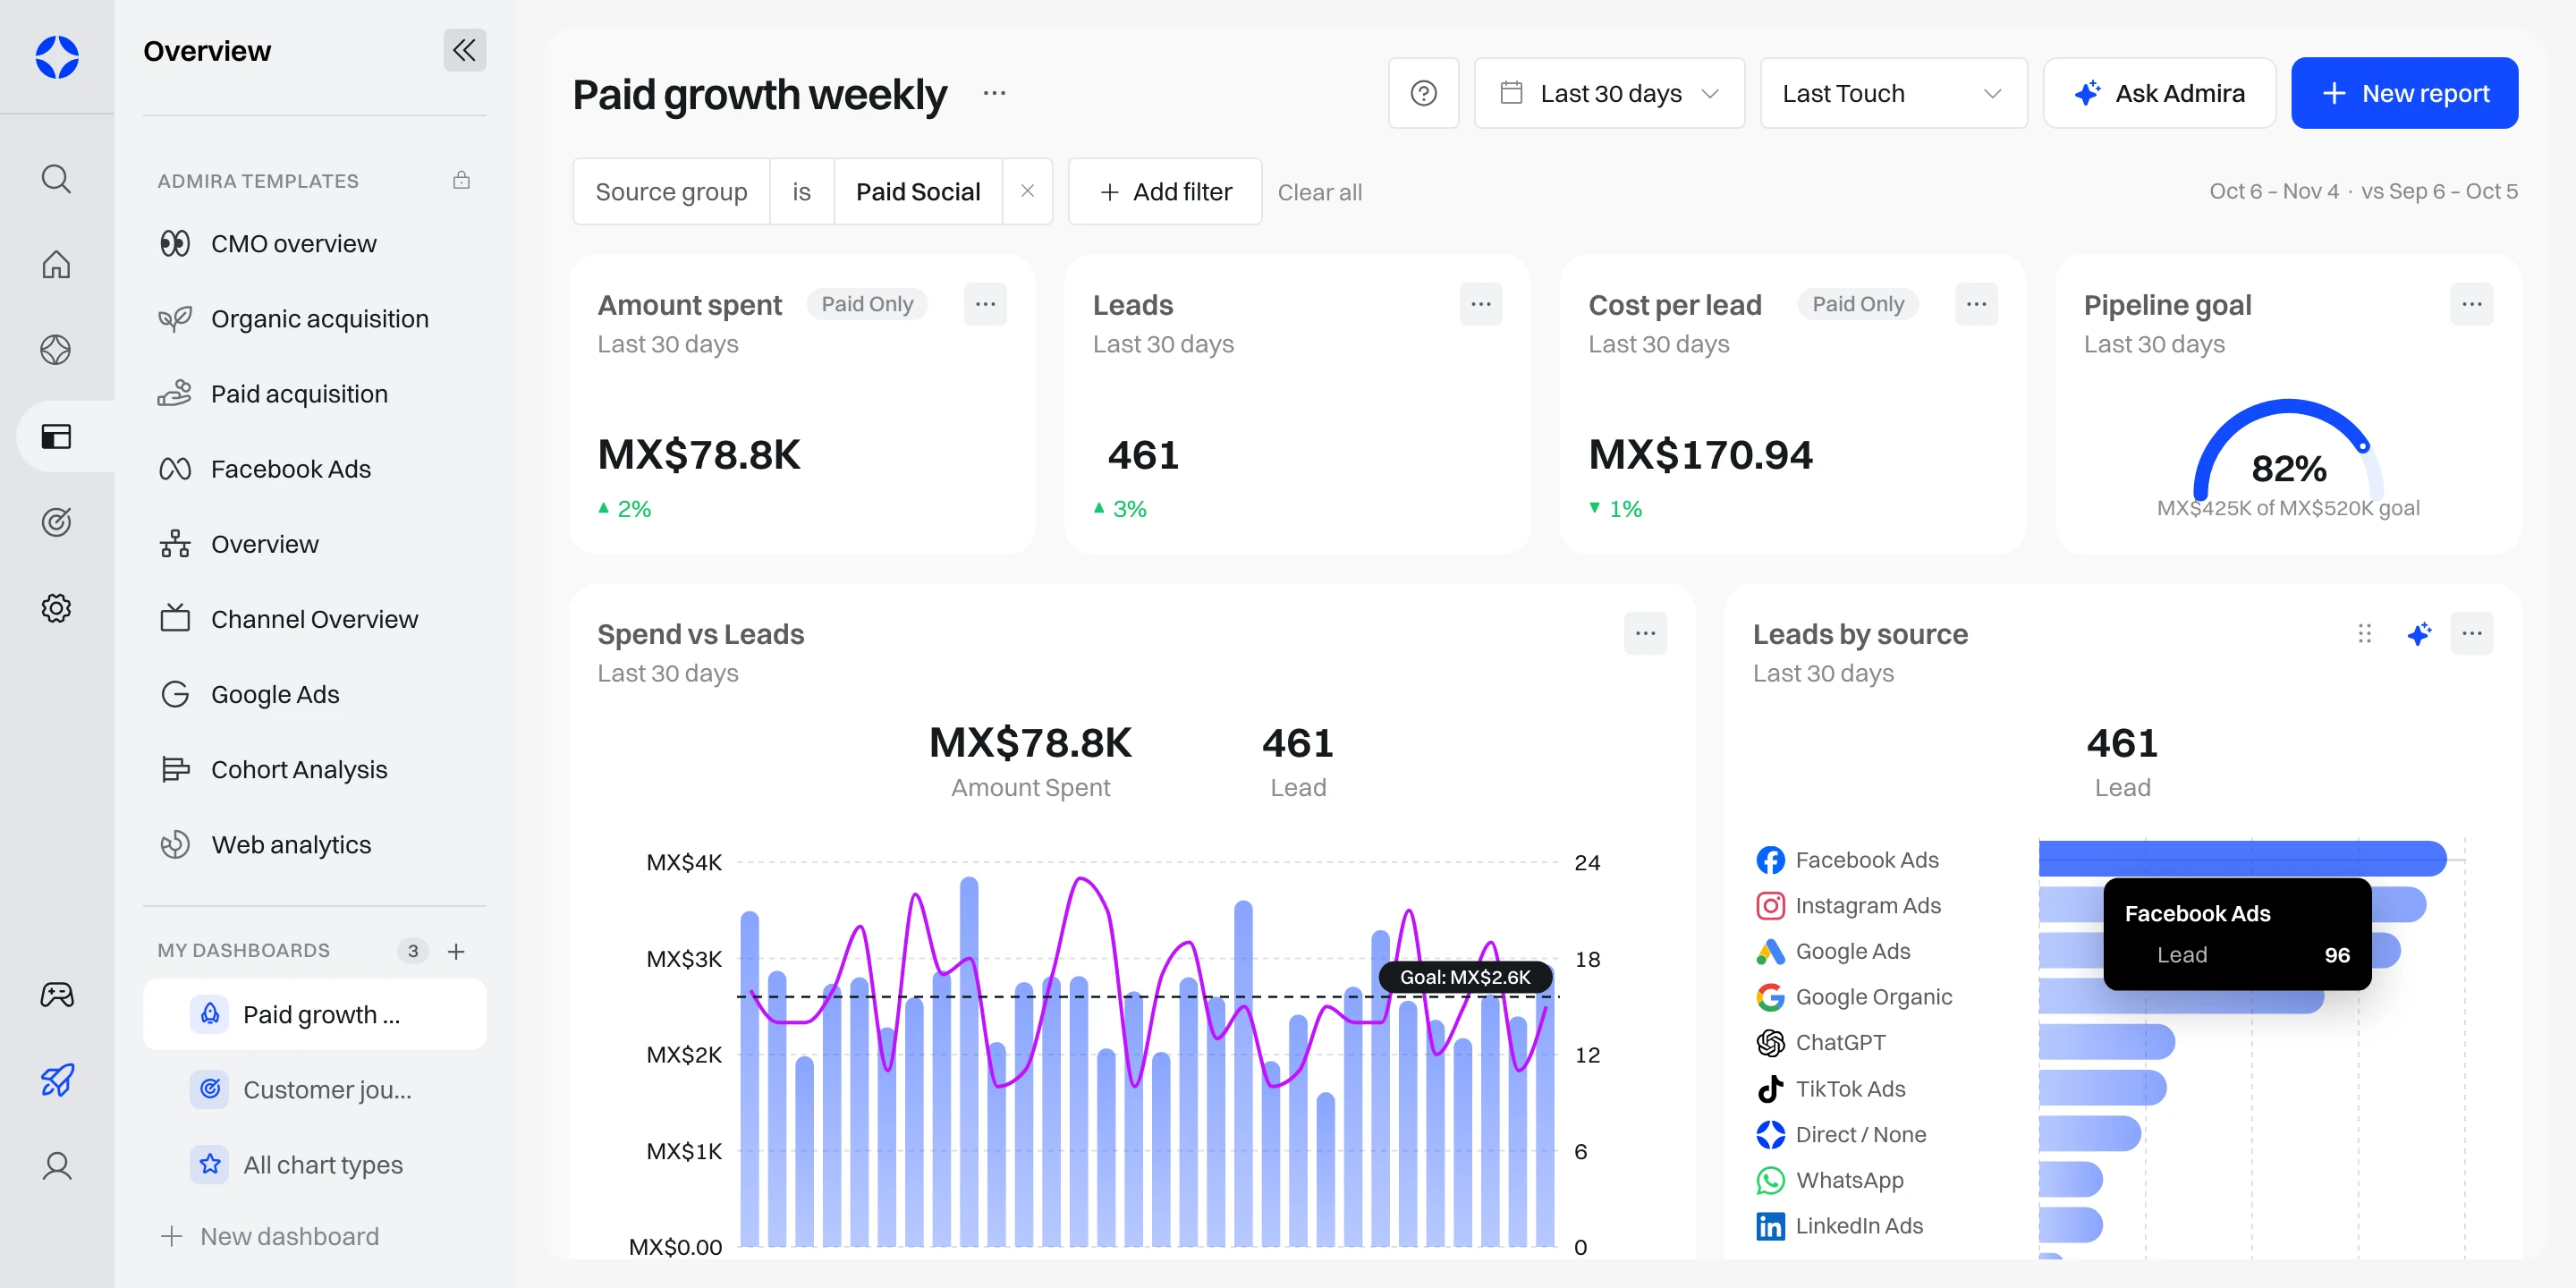 Overview
ADMIRA TEMPLATES
CMO overview
Organic acquisition
Paid acquisition
Facebook Ads
Overview
Channel Overview
Google Ads
Cohort Analysis
Web analytics
MY DASHBOARDS 3
Paid growth ...
Customer jou...
All chart types
New dashboard
Paid growth weekly
Last 30 days
Last Touch
Ask Admira
New report
Source group is Paid Social
Add filter
Clear all
Oct 6 – Nov 4 · vs Sep 6 – Oct 5
Amount spent Paid Only
Last 30 days
MX$78.8K
2%
Leads
Last 30 days
461
3%
Cost per lead Paid Only
Last 30 days
MX$170.94
1%
Pipeline goal
Last 30 days
82%
MX$425K of MX$520K goal
Spend vs Leads
Last 30 days
MX$78.8K
Amount Spent
461
Lead
MX$4K
MX$3K
MX$2K
MX$1K
MX$0.00
24
18
12
6
0
Goal: MX$2.6K
Leads by source
Last 30 days
461
Lead
Facebook Ads
Instagram Ads
Google Ads
Google Organic
ChatGPT
TikTok Ads
Direct / None
WhatsApp
LinkedIn Ads
Facebook Ads
Lead 96